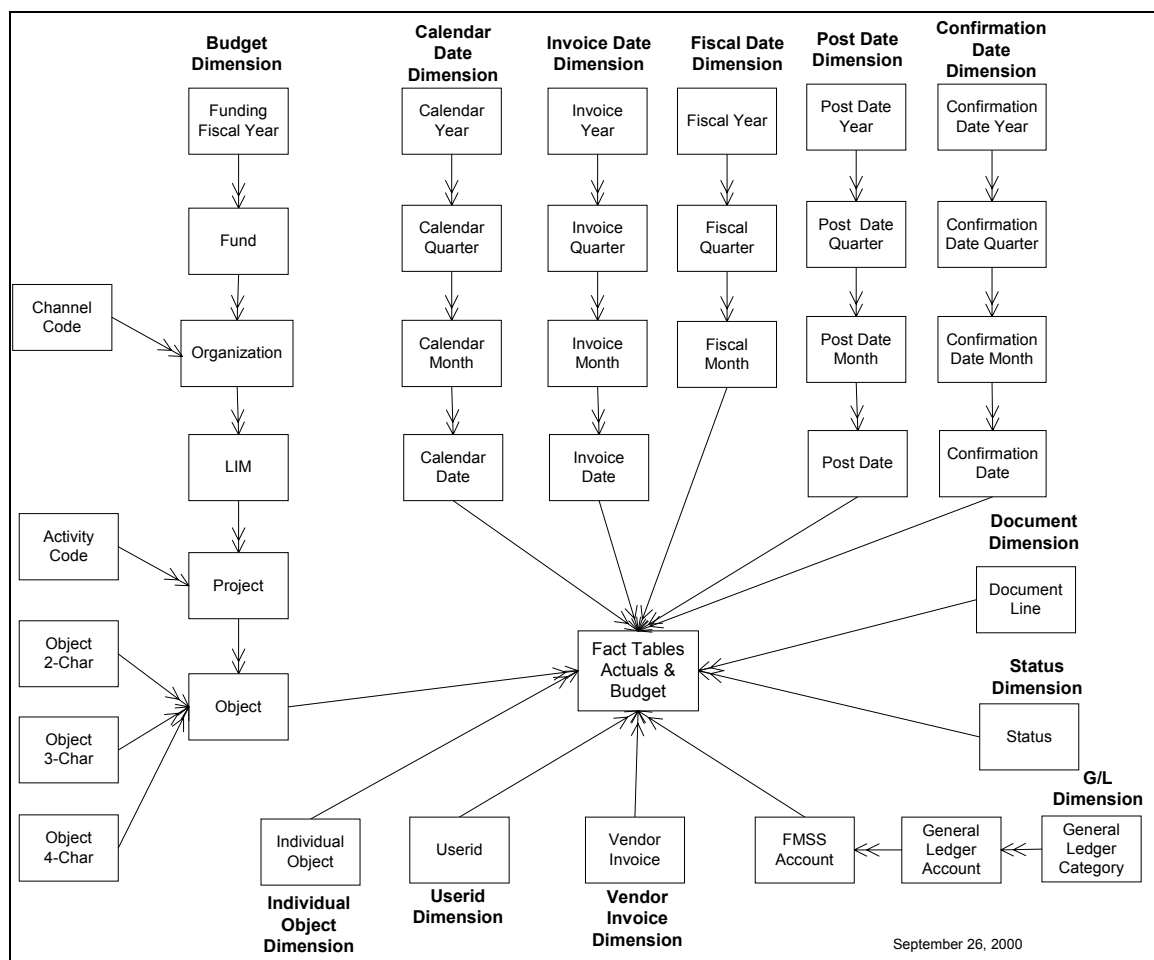 Budget
Dimension
Calendar
Date
Dimension
Invoice Date
Dimension
Fiscal Date
Dimension
Post Date
Dimension
Confirmation
Date
Dimension
Funding
Fiscal Year
Calendar
Year
Invoice
Year
Fiscal Year
Post Date
Year
Confirmation
Date Year
Fund
Calendar
Quarter
Invoice
Quarter
Fiscal
Quarter
Post Date
Quarter
Confirmation
Date Quarter
Channel
Code
Organization
Calendar
Month
Invoice
Month
Fiscal
Month
Post Date
Month
Confirmation
Date Month
LIM
Calendar
Date
Invoice
Date
Post Date
Confirmation
Date
Activity
Code
Project
Document
Dimension
Document
Line
Object
2-Char
Object
3-Char
Object
4-Char
Object
Fact Tables
Actuals &
Budget
Status
Dimension
Status
G/L
Dimension
Individual
Object
Userid
Vendor
Invoice
FMSS
Account
General
Ledger
Account
General
Ledger
Category
Individual
Object
Dimension
Userid
Dimension
Vendor
Invoice
Dimension
September 26, 2000